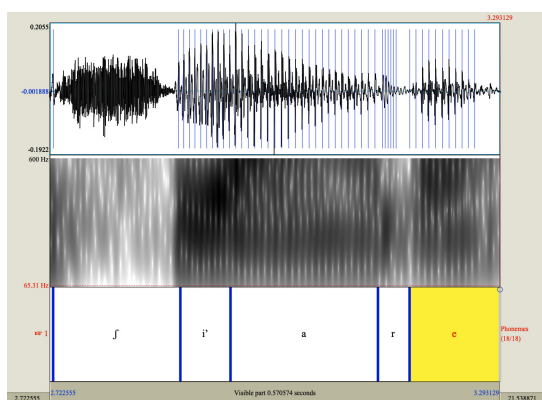 3.293129
0.2055
-0.001888
-0.1922
600 Hz
65.31 Hz
☞ 1
ʃ
i'
a
r
e
Phonemes
(18/18)
2.722555
Visible part 0.570574 seconds
3.293129
2.722555
21.538871